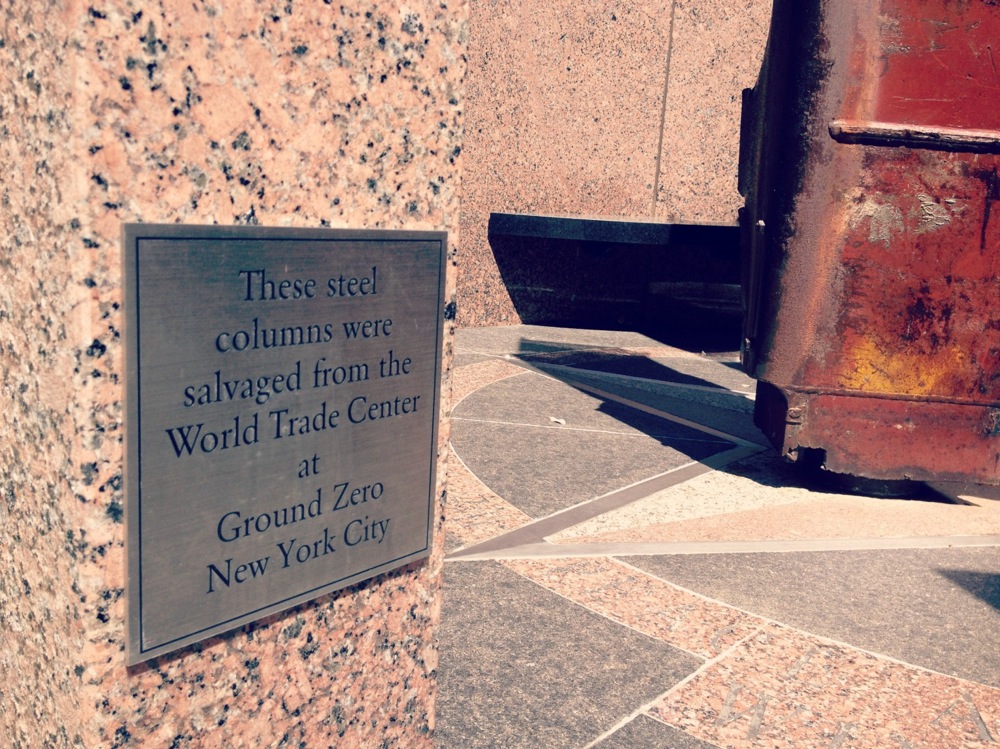 These steel
columns were
salvaged from the
World Trade Center
at
Ground Zero
New York City